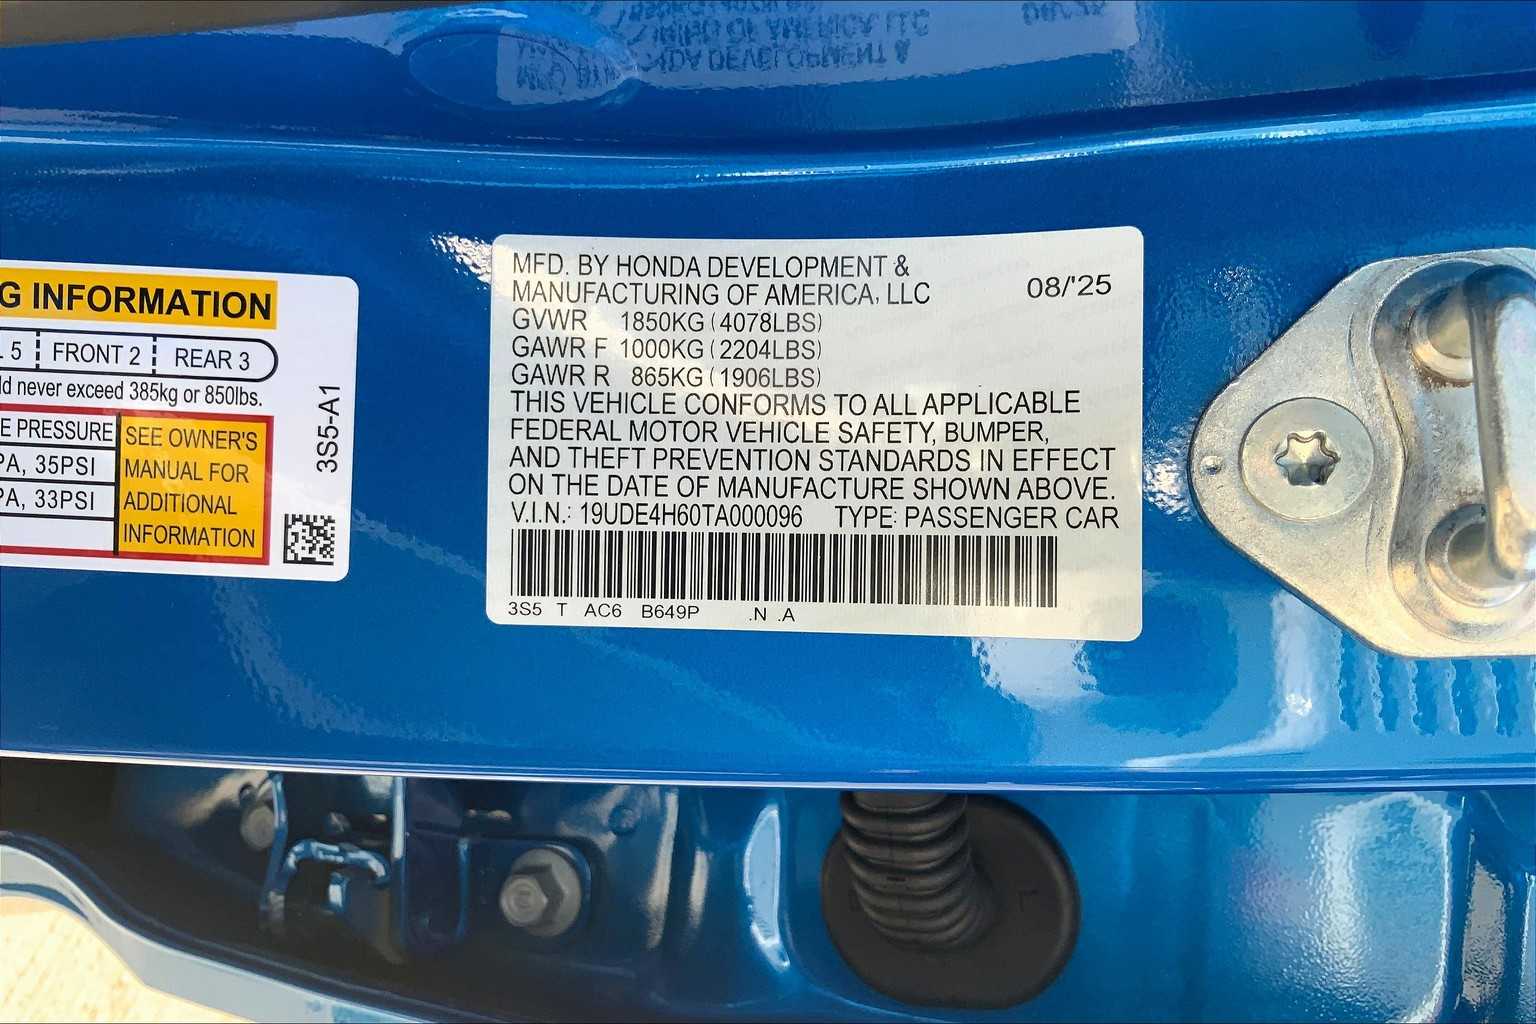 G INFORMATION
L 5 FRONT 2 REAR 3
ld never exceed 385kg or 850lbs.
E PRESSURE
PA, 35PSI
PA, 33PSI
SEE OWNER'S
MANUAL FOR
ADDITIONAL
INFORMATION
3S5-A1
MFD. BY HONDA DEVELOPMENT &
MANUFACTURING OF AMERICA, LLC 08/'25
GVWR 1850KG (4078LBS)
GAWR F 1000KG (2204LBS)
GAWR R 865KG (1906LBS)
THIS VEHICLE CONFORMS TO ALL APPLICABLE
FEDERAL MOTOR VEHICLE SAFETY, BUMPER,
AND THEFT PREVENTION STANDARDS IN EFFECT
ON THE DATE OF MANUFACTURE SHOWN ABOVE.
V.I.N.: 19UDE4H60TA000096 TYPE: PASSENGER CAR
3S5 T AC6 B649P .N .A